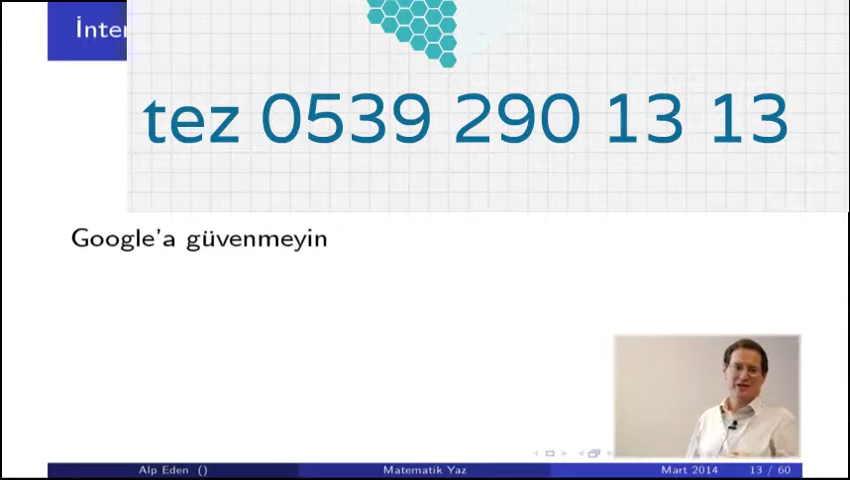 İnter
tez 0539 290 13 13
Google'a güvenmeyin
Alp Eden ()
Matematik Yaz
Mart 2014
13 / 60